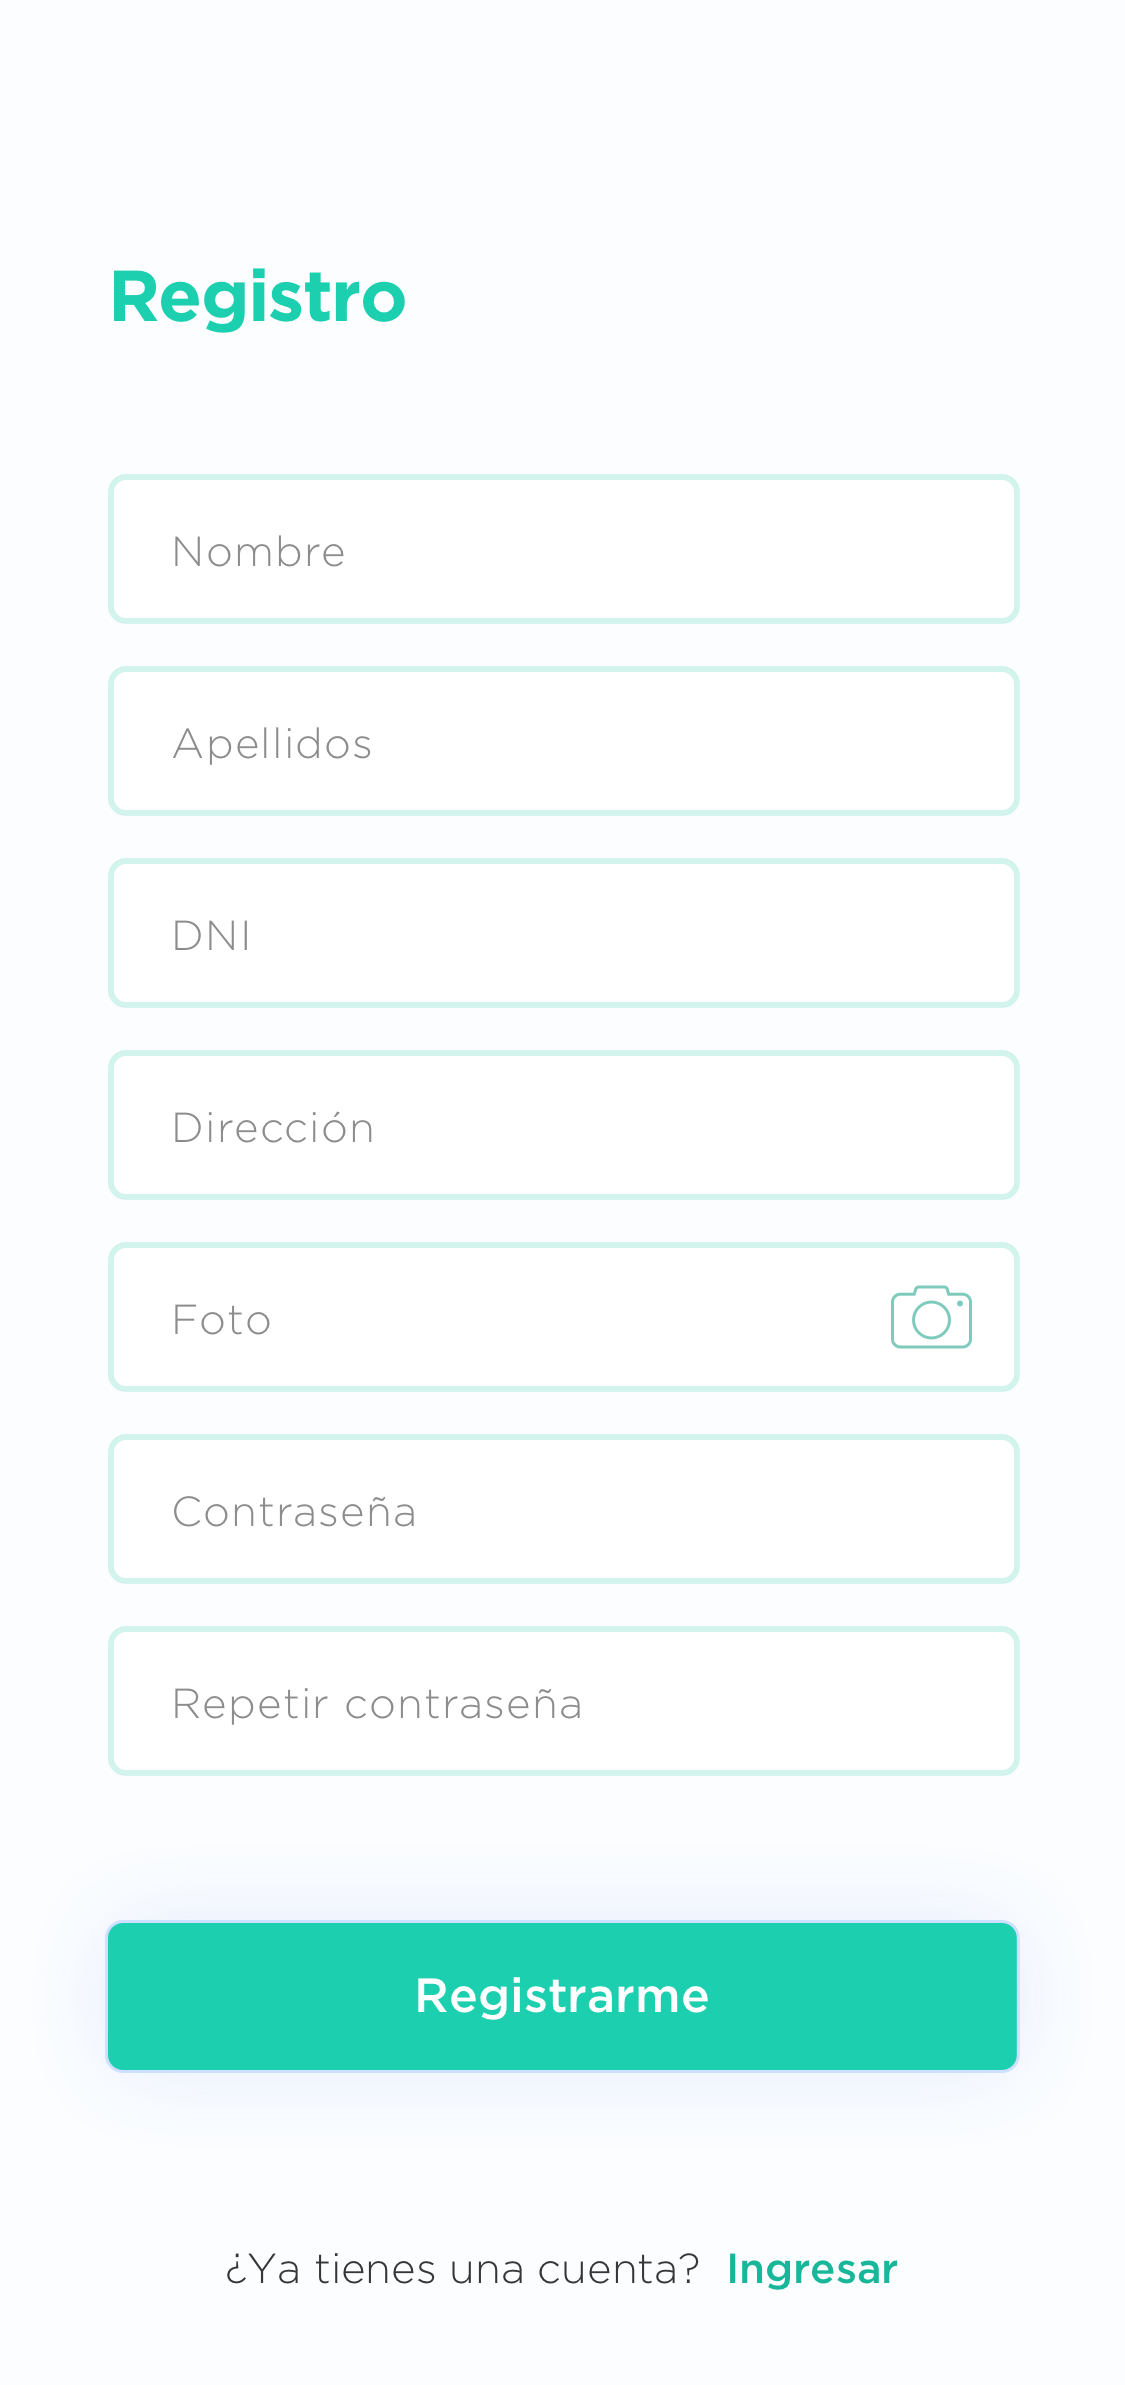 Registro
Nombre
Apellidos
DNI
Dirección
Foto
Contraseña
Repetir contraseña
Registrarme
¿Ya tienes una cuenta? Ingresar